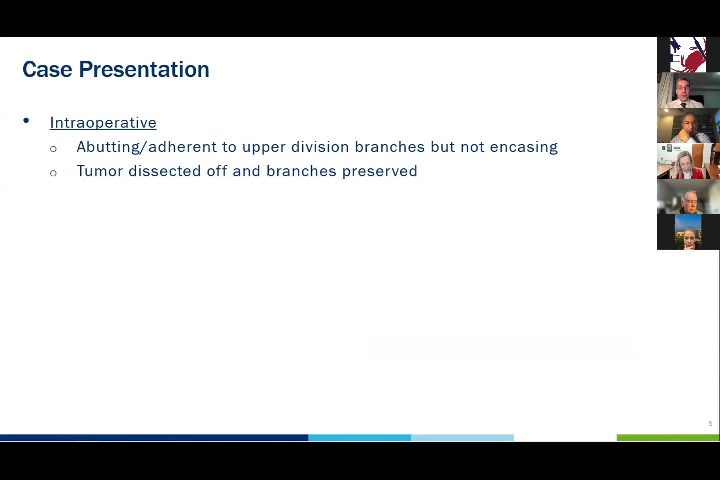 Case Presentation
• Intraoperative
o Abutting/adherent to upper division branches but not encasing
o Tumor dissected off and branches preserved
5